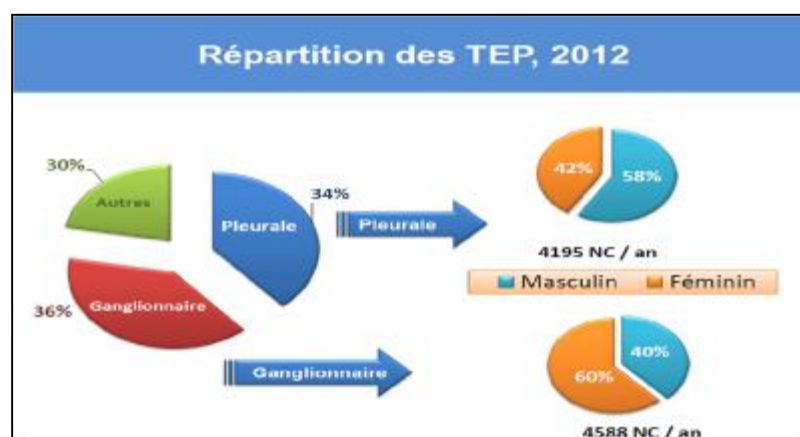 Répartition des TEP, 2012
30%
Autres
34%
Pleurale
36%
Ganglionnaire
Pleurale
42%
58%
4195 NC / an
Masculin Féminin
Ganglionnaire
40%
60%
4588 NC / an